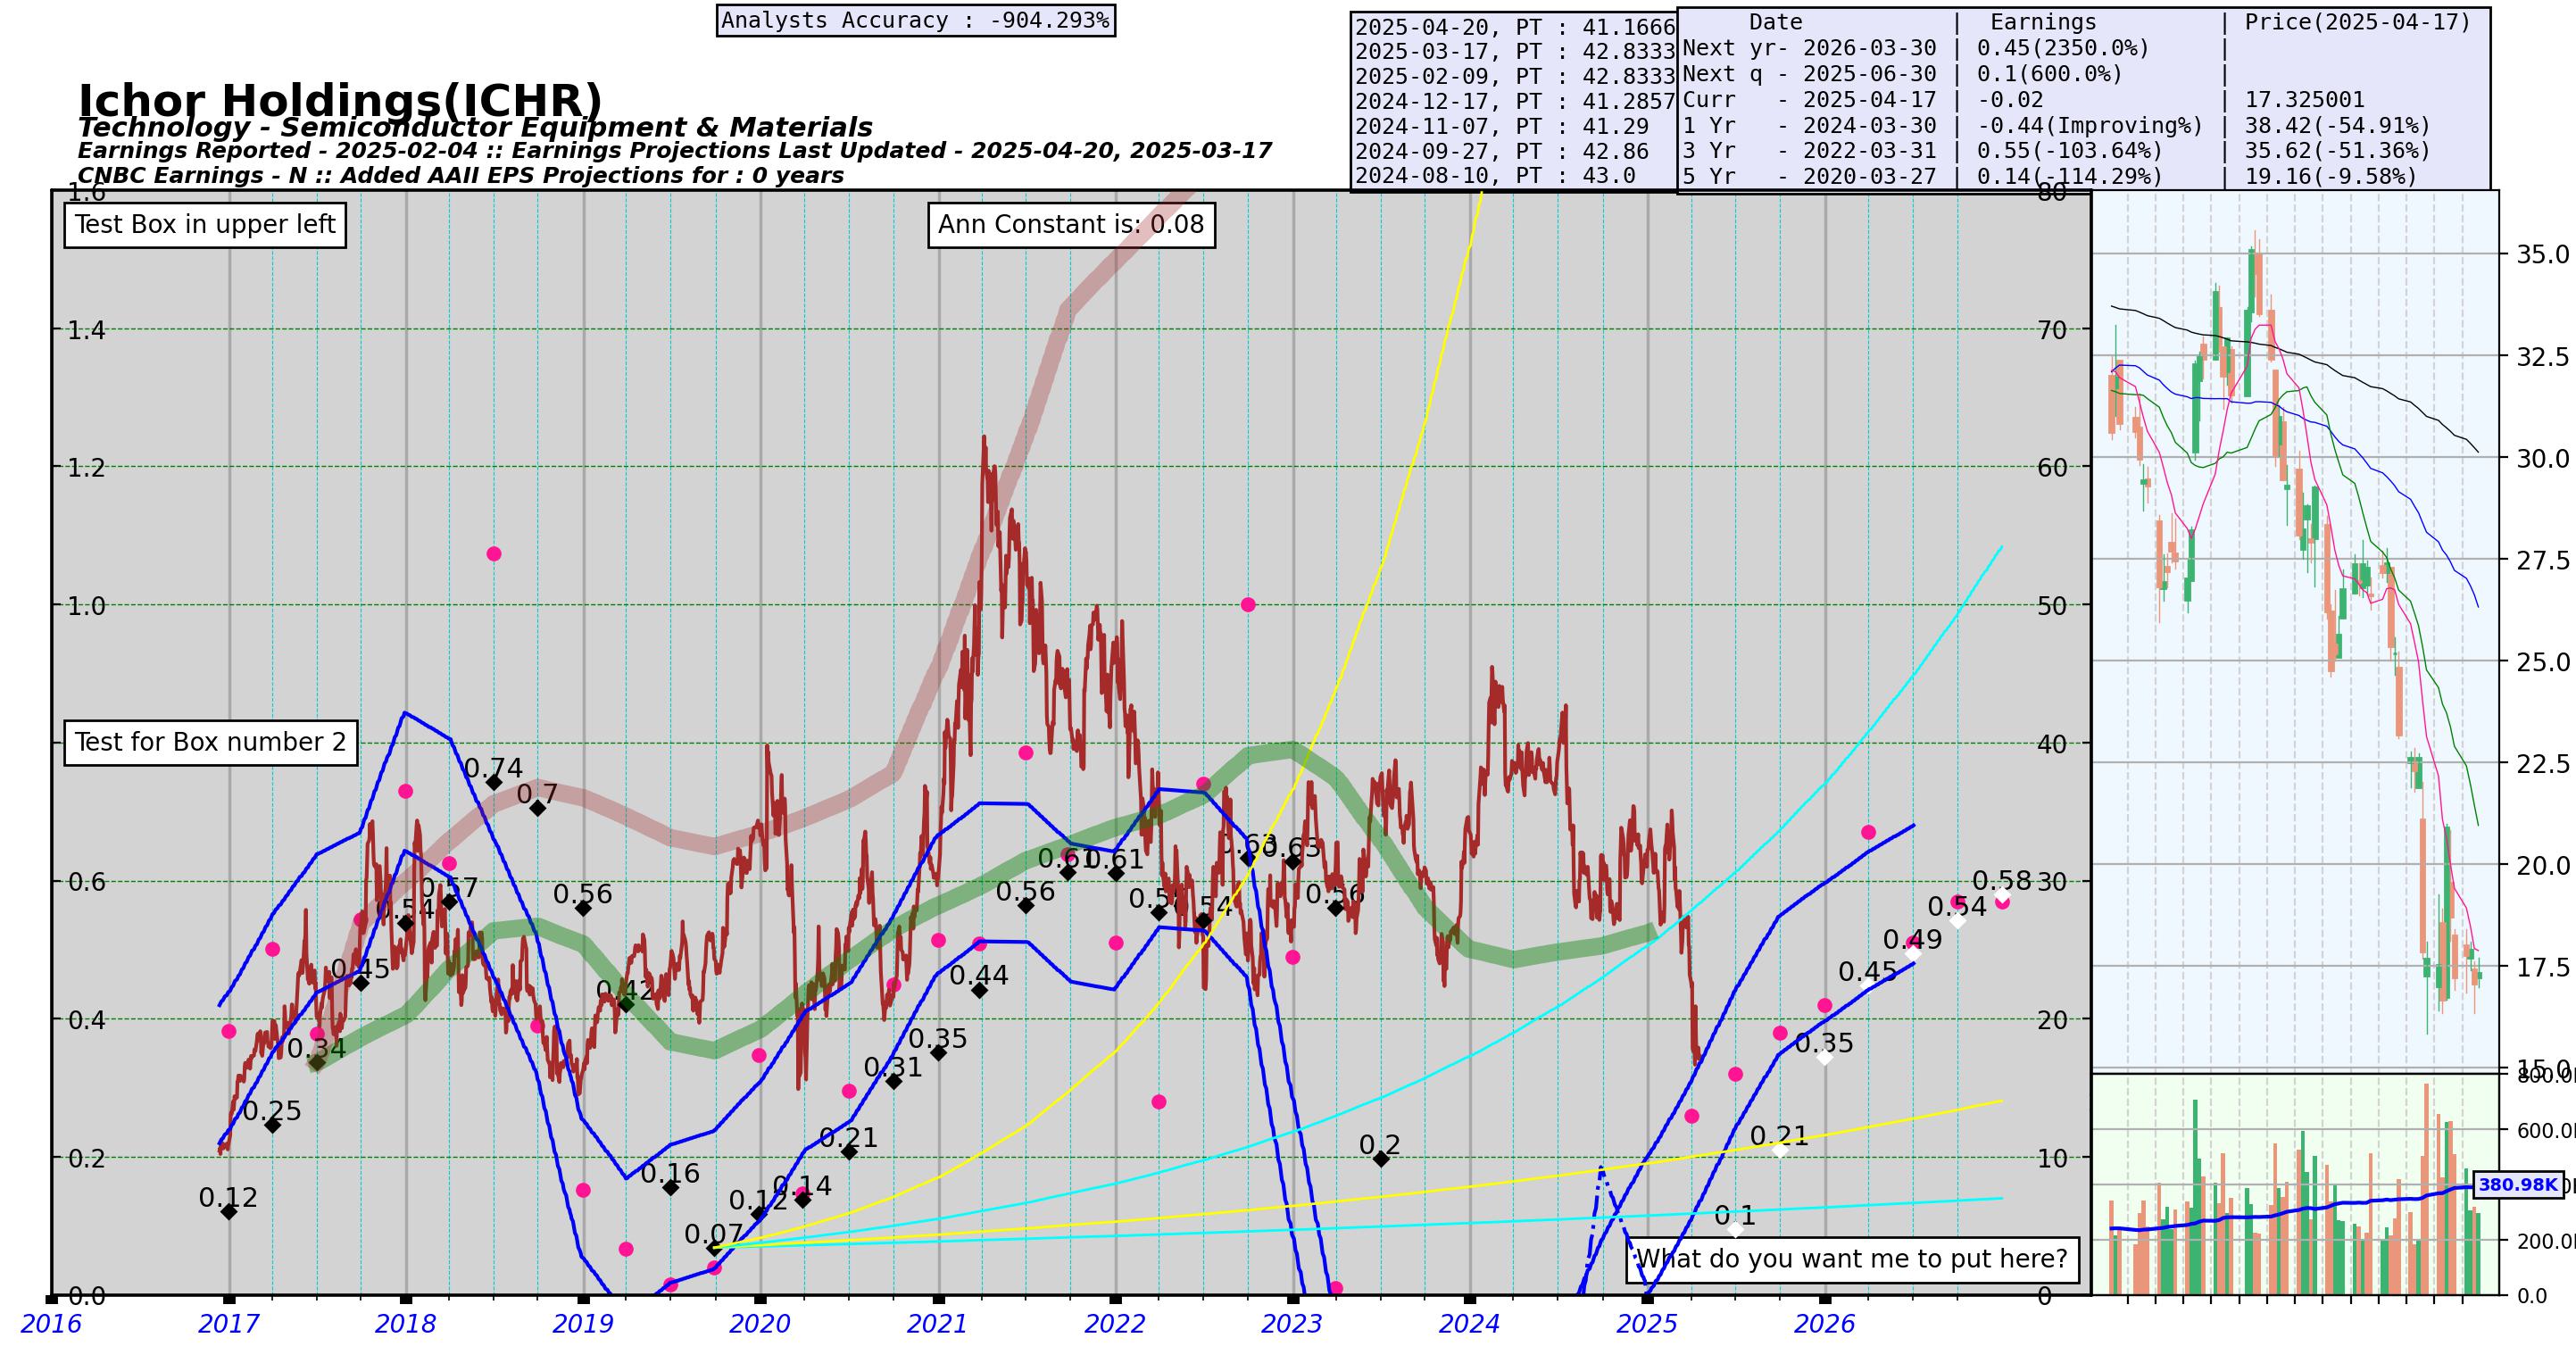 Analysts Accuracy : -904.293%
2025-04-20, PT : 41.1666
2025-03-17, PT : 42.8333
2025-02-09, PT : 42.8333
2024-12-17, PT : 41.2857
2024-11-07, PT : 41.29
2024-09-27, PT : 42.86
2024-08-10, PT : 43.0
Date | Earnings | Price(2025-04-17)
Next yr- 2026-03-30 | 0.45(2350.0%) |
Next q - 2025-06-30 | 0.1(600.0%) |
Curr - 2025-04-17 | -0.02 | 17.325001
1 Yr - 2024-03-30 | -0.44(Improving%) | 38.42(-54.91%)
3 Yr - 2022-03-31 | 0.55(-103.64%) | 35.62(-51.36%)
5 Yr - 2020-03-27 | 0.14(-114.29%) | 19.16(-9.58%)
Ichor Holdings(ICHR)
Technology - Semiconductor Equipment & Materials
Earnings Reported - 2025-02-04 :: Earnings Projections Last Updated - 2025-04-20, 2025-03-17
CNBC Earnings - N :: Added AAII EPS Projections for : 0 years
Test Box in upper left
Ann Constant is: 0.08
Test for Box number 2
What do you want me to put here?
1.6
1.4
1.2
1.0
0.6
0.4
0.2
0.0
80
70
60
50
40
30
20
10
0
0.12
0.25
0.34
0.45
0.54
0.57
0.74
0.7
0.56
0.42
0.16
0.07
0.12
0.14
0.21
0.31
0.35
0.44
0.56
0.61
0.61
0.54
0.63
0.63
0.56
0.2
0.1
0.21
0.35
0.45
0.49
0.54
0.58
2016 2017 2018 2019 2020 2021 2022 2023 2024 2025 2026
35.0
32.5
30.0
27.5
25.0
22.5
20.0
17.5
15.0
800.0
600.0
380.98K
200.0
0.0